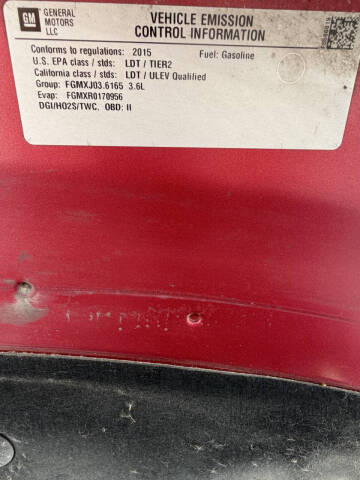 GM GENERAL MOTORS LLC
VEHICLE EMISSION
CONTROL INFORMATION
Conforms to regulations: 2015 Fuel: Gasoline
U.S. EPA class / stds: LDT / TIER2
California class / stds: LDT / ULEV Qualified
Group: FGMXJ03.6165 3.6L
Evap: FGMXR0170956
DGI/HO2S/TWC, OBD: II